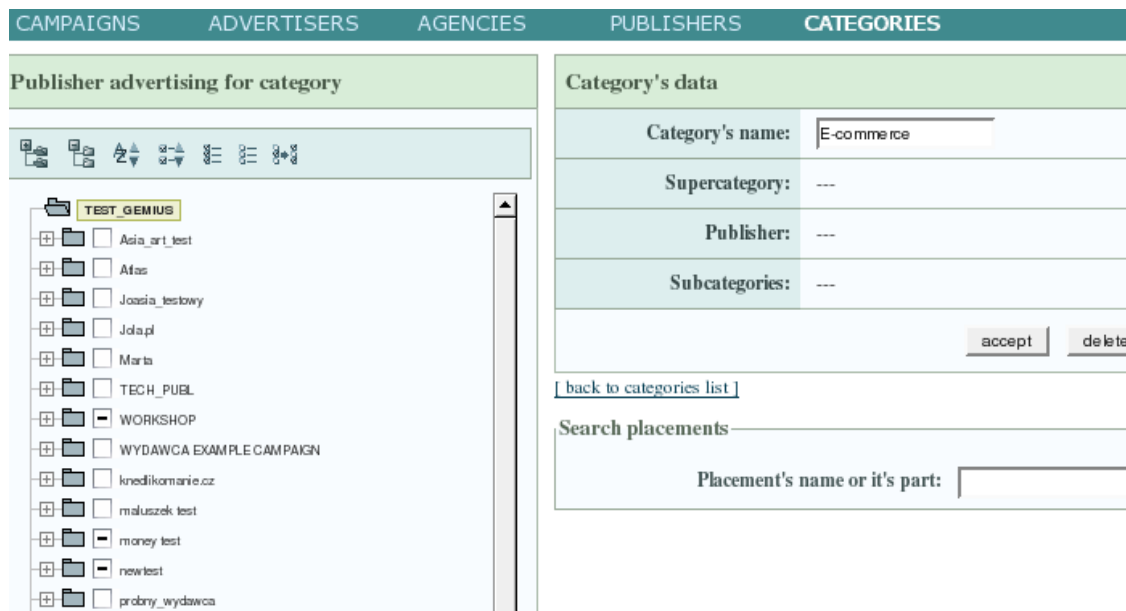 CAMPAIGNS ADVERTISERS AGENCIES PUBLISHERS CATEGORIES
Publisher advertising for category
TEST_GEMIUS
Asia_art_test
Atlas
Joasia_testowy
Jola.pl
Marta
TECH_PUBL
WORKSHOP
WYDAWCA EXAMPLE CAMPAIGN
knedlikomanie.cz
maluszek test
money test
newtest
probny_wydawca
Category's data
Category's name: E-commerce
Supercategory: ---
Publisher: ---
Subcategories: ---
accept delete
[ back to categories list ]
Search placements
Placement's name or it's part: